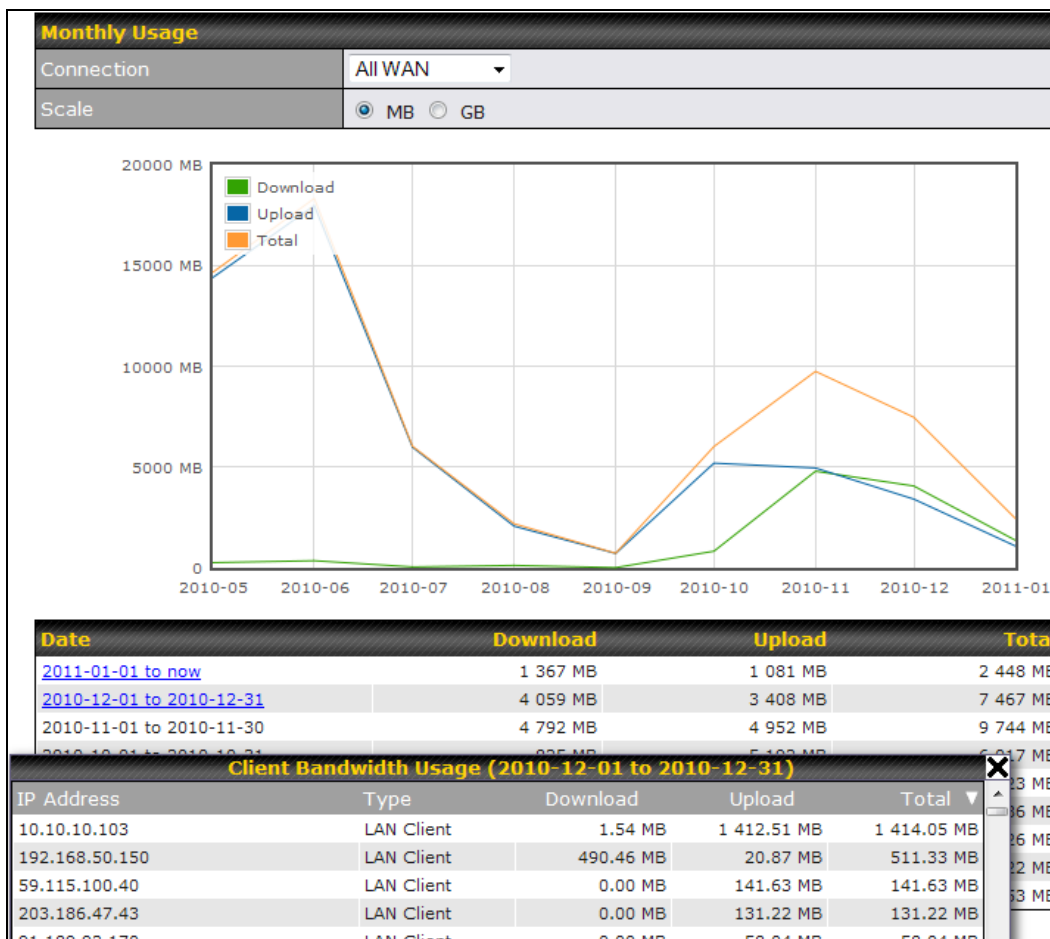 Monthly Usage
Connection All WAN
Scale MB GB
20000 MB
Download
Upload
Total
15000 MB
10000 MB
5000 MB
0
2010-05 2010-06 2010-07 2010-08 2010-09 2010-10 2010-11 2010-12 2011-01
Date Download Upload Tota
2011-01-01 to now 1 367 MB 1 081 MB 2 448 MB
2010-12-01 to 2010-12-31 4 059 MB 3 408 MB 7 467 MB
2010-11-01 to 2010-11-30 4 792 MB 4 952 MB 9 744 MB
Client Bandwidth Usage (2010-12-01 to 2010-12-31)
IP Address Type Download Upload Total
10.10.10.103 LAN Client 1.54 MB 1 412.51 MB 1 414.05 MB
192.168.50.150 LAN Client 490.46 MB 20.87 MB 511.33 MB
59.115.100.40 LAN Client 0.00 MB 141.63 MB 141.63 MB
203.186.47.43 LAN Client 0.00 MB 131.22 MB 131.22 MB